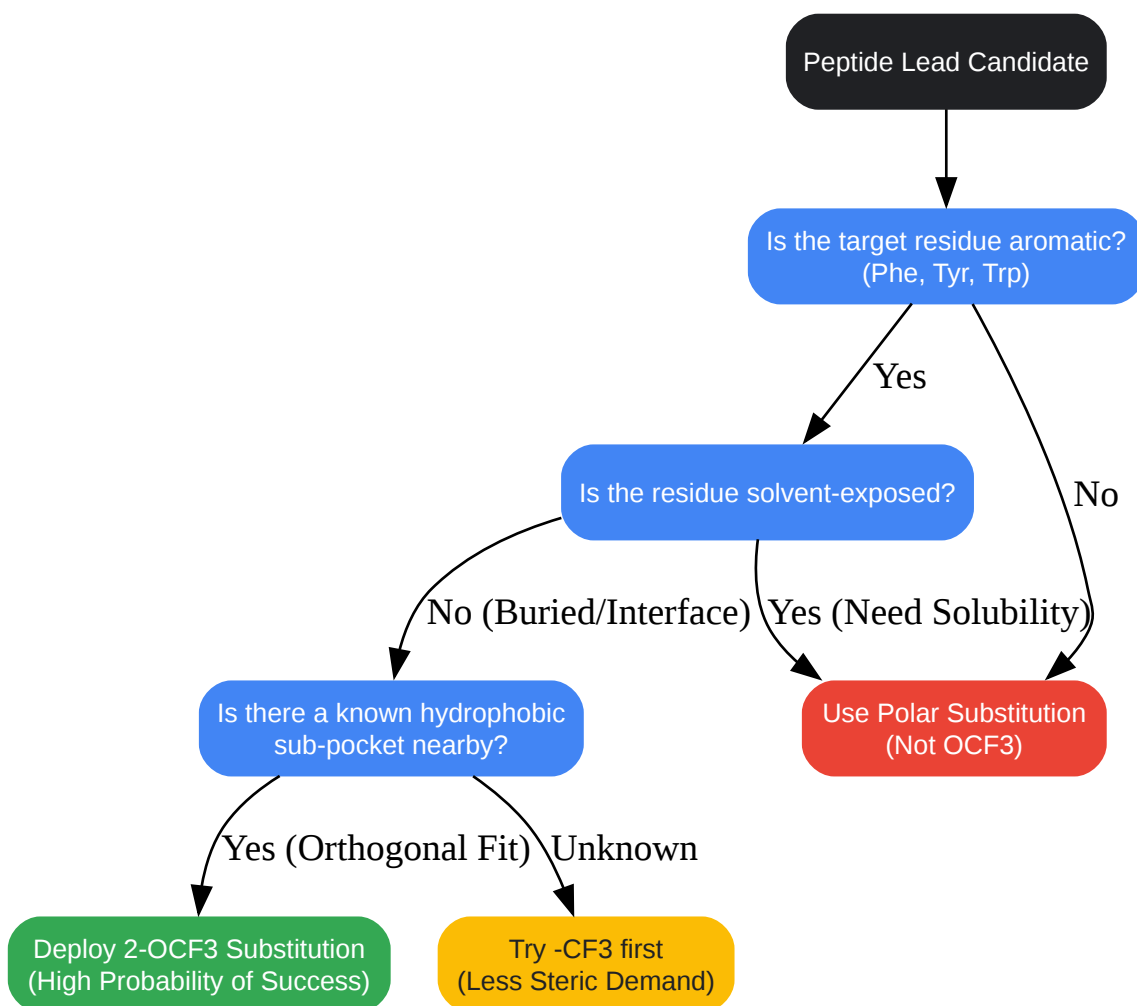 Peptide Lead Candidate
Is the target residue aromatic?
(Phe, Tyr, Trp)
Yes
Is the residue solvent-exposed?
No
No (Buried/Interface)
Yes (Need Solubility)
Is there a known hydrophobic
sub-pocket nearby?
Use Polar Substitution
(Not OCF3)
Yes (Orthogonal Fit)
Unknown
Deploy 2-OCF3 Substitution
(High Probability of Success)
Try -CF3 first
(Less Steric Demand)